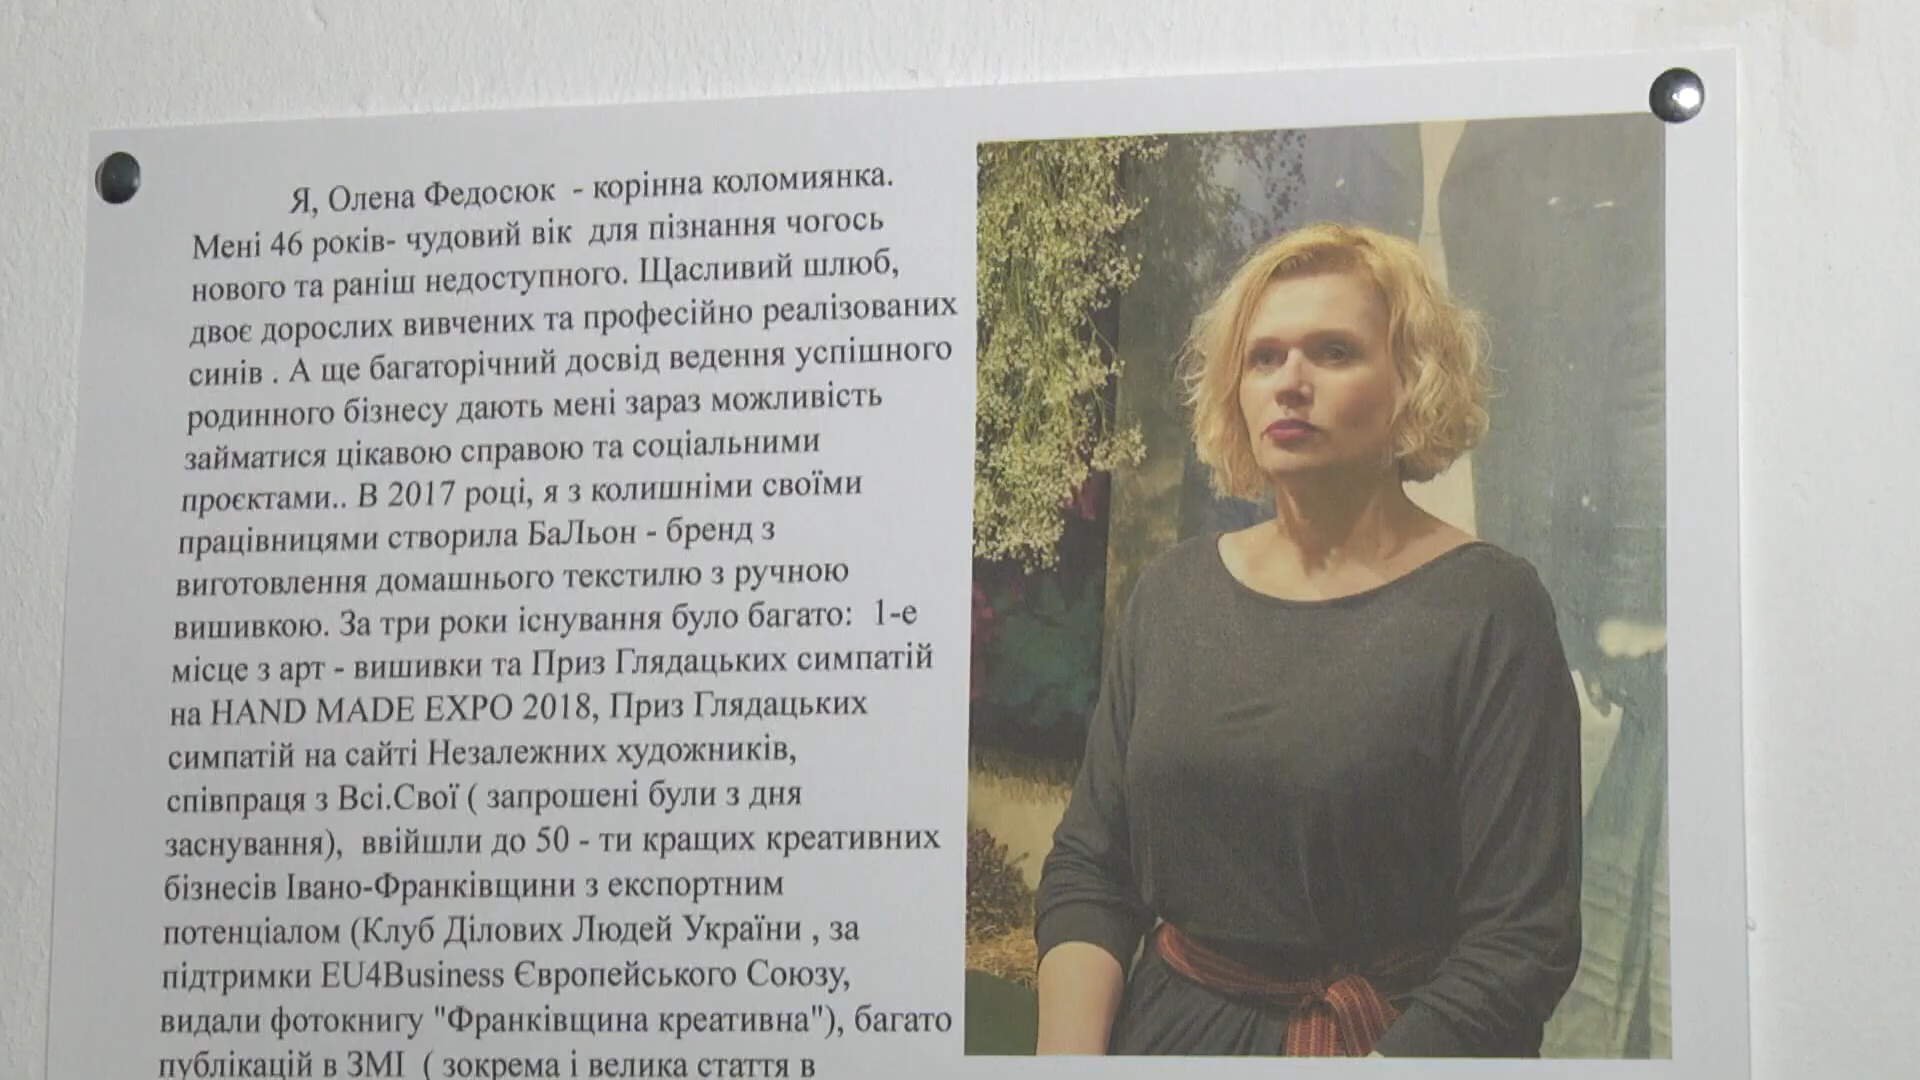 Я, Олена Федосюк - корінна коломиянка.
Мені 46 років- чудовий вік для пізнання чогось
нового та раніш недоступного. Щасливий шлюб,
двоє дорослих вивчених та професійно реалізованих
синів . А ще багаторічний досвід ведення успішного
родинного бізнесу дають мені зараз можливість
займатися цікавою справою та соціальними
проєктами.. В 2017 році, я з колишніми своїми
працівницями створила БаЛьон - бренд з
виготовлення домашнього текстилю з ручною
вишивкою. За три роки існування було багато: 1-е
місце з арт - вишивки та Приз Глядацьких симпатій
на HAND MADE EXPO 2018, Приз Глядацьких
симпатій на сайті Незалежних художників,
співпраця з Всі.Свої ( запрошені були з дня
заснування), ввійшли до 50 - ти кращих креативних
бізнесів Івано-Франківщини з експортним
потенціалом (Клуб Ділових Людей України , за
підтримки EU4Business Європейського Союзу,
видали фотокнигу "Франківщина креативна"), багато
публікацій в ЗМІ ( зокрема і велика стаття в